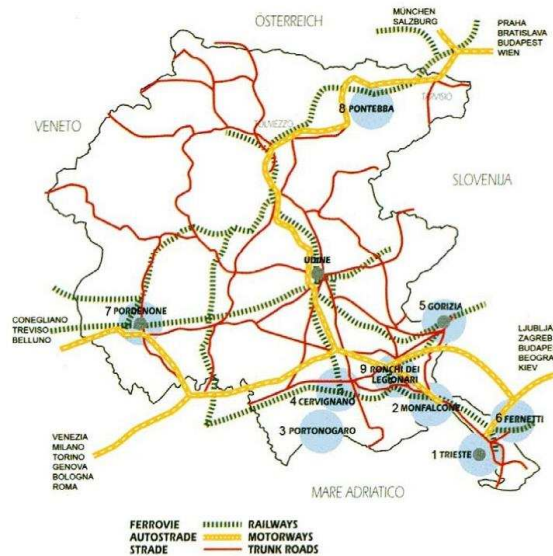 ÖSTERREICH
MÜNCHEN
SALZBURG
PRAHA
BRATISLAVA
BUDAPEST
WIEN
TARVISIO
8 PONTEBBA
TOLMEZZO
VENETO
SLOVENIJA
UDINE
5 GORIZIA
7 PORDENONE
CONEGLIANO
TREVISO
BELLUNO
LJUBLJA
ZAGREB
BUDAPE
BEOGRA
KIEV
9 RONCHI DEI
LEGIONARI
4 CERVIGNANO
2 MONFALCONE
6 FERNETTI
3 PORTONOGARO
1 TRIESTE
VENEZIA
MILANO
TORINO
GENOVA
BOLOGNA
ROMA
MARE ADRIATICO
FERROVIE RAILWAYS
AUTOSTRADE MOTORWAYS
STRADE TRUNK ROADS